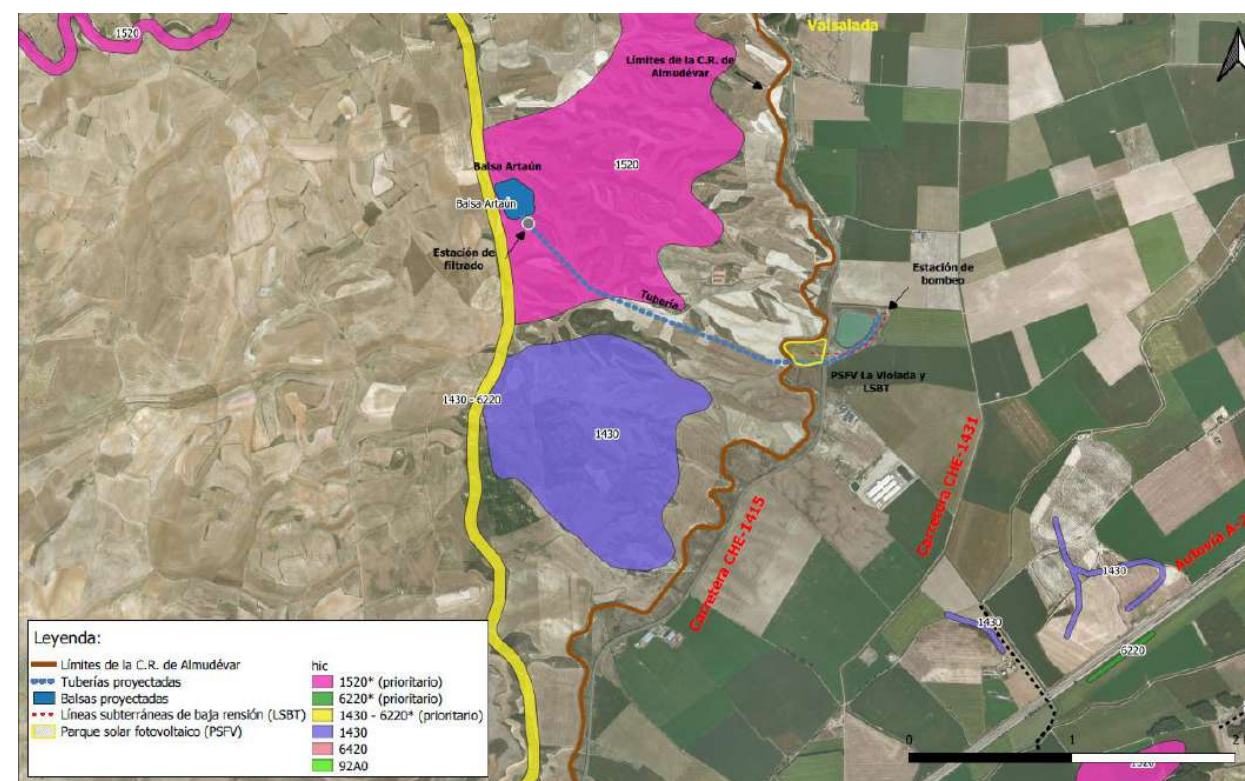 1520
Valsalada
Límites de la C.R. de
Almudévar
Balsa Artaún
1520
Balsa Artaún
Estación de
filtrado
Estación de
bombeo
Tubería
PSFV La Violada y
LSBT
1430 - 6220
1430
Carretera CHE-1415
Carretera CHE-1431
Autovía A-2
1430
1430
6220
1520
Leyenda:
Límites de la C.R. de Almudévar
Tuberías proyectadas
Balsas proyectadas
Líneas subterráneas de baja rensión (LSBT)
Parque solar fotovoltaico (PSFV)
hic
1520* (prioritario)
6220* (prioritario)
1430 - 6220* (prioritario)
1430
6420
92A0
0 1 2